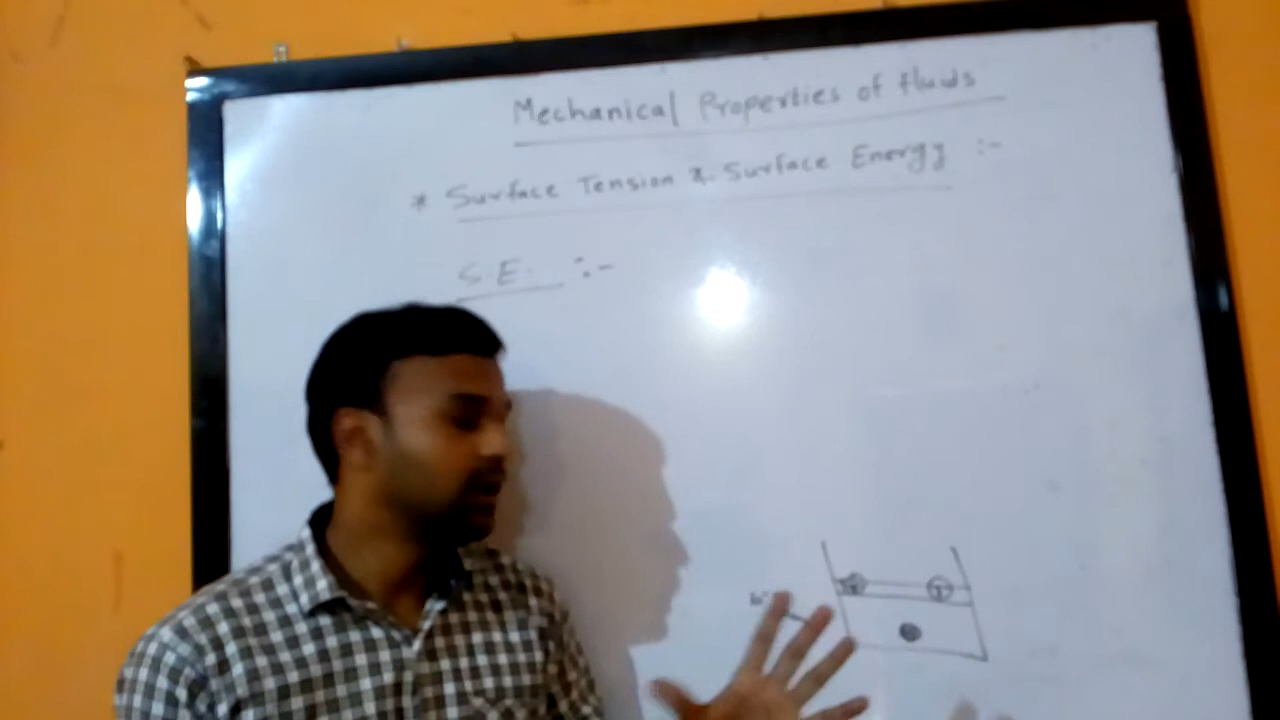 Mechanical Properties of fluids
* Surface Tension & Surface Energy :-
S.E. :-